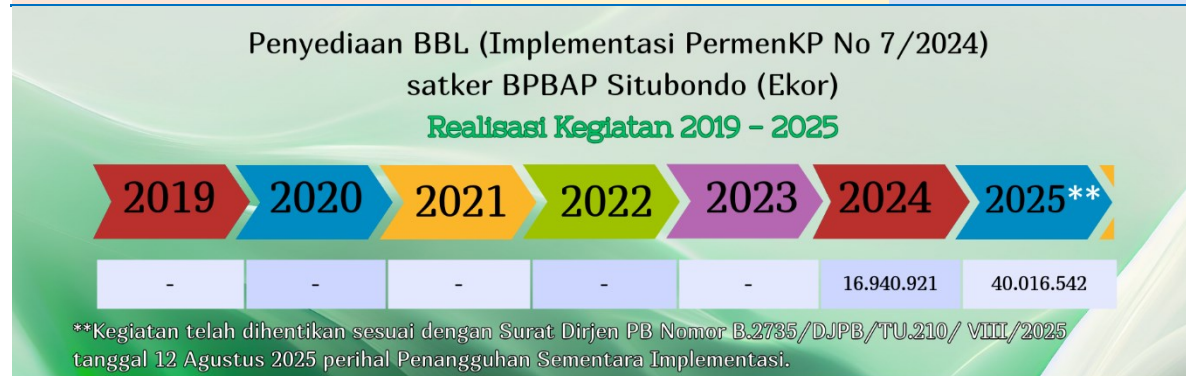 Penyediaan BBL (Implementasi PermenKP No 7/2024)
satker BPBAP Situbondo (Ekor)
Realisasi Kegiatan 2019 - 2025
2019 2020 2021 2022 2023 2024 2025**
- - - - - 16.940.921 40.016.542
**Kegiatan telah dihentikan sesuai dengan Surat Dirjen PB Nomor B.2735/DJPB/TU.210/ VIII/2025
tanggal 12 Agustus 2025 perihal Penangguhan Sementara Implementasi.